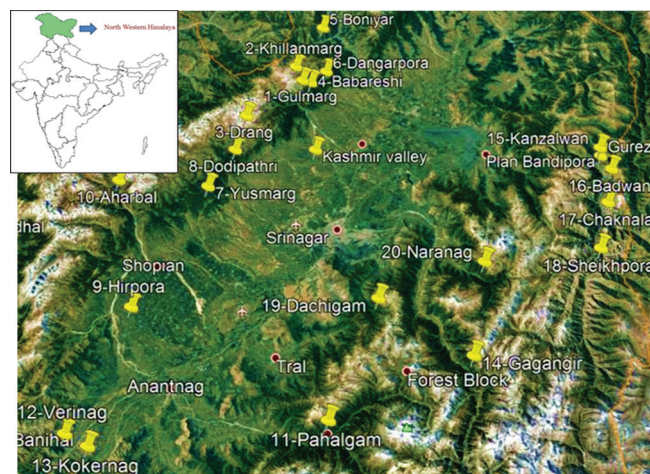 North Western Himalaya
5-Boniyar
2-Khillanmarg
6-Dangarpora
4-Babareshi
1-Gulmarg
3-Drang
Kashmir valley
15-Kanzalwan
Gurez
Plan Bandipora
8-Dodipathri
7-Yusmarg
10-Aharbal
16-Badwan
17-Chaknala
Srinagar
20-Naranag
18-Sheikhpora
Shopian
9-Hirpora
19-Dachigam
Tral
14-Gagangir
Forest Block
Anantnag
12-Verinag
11-Pahalgam
Banihal
13-Kokernag